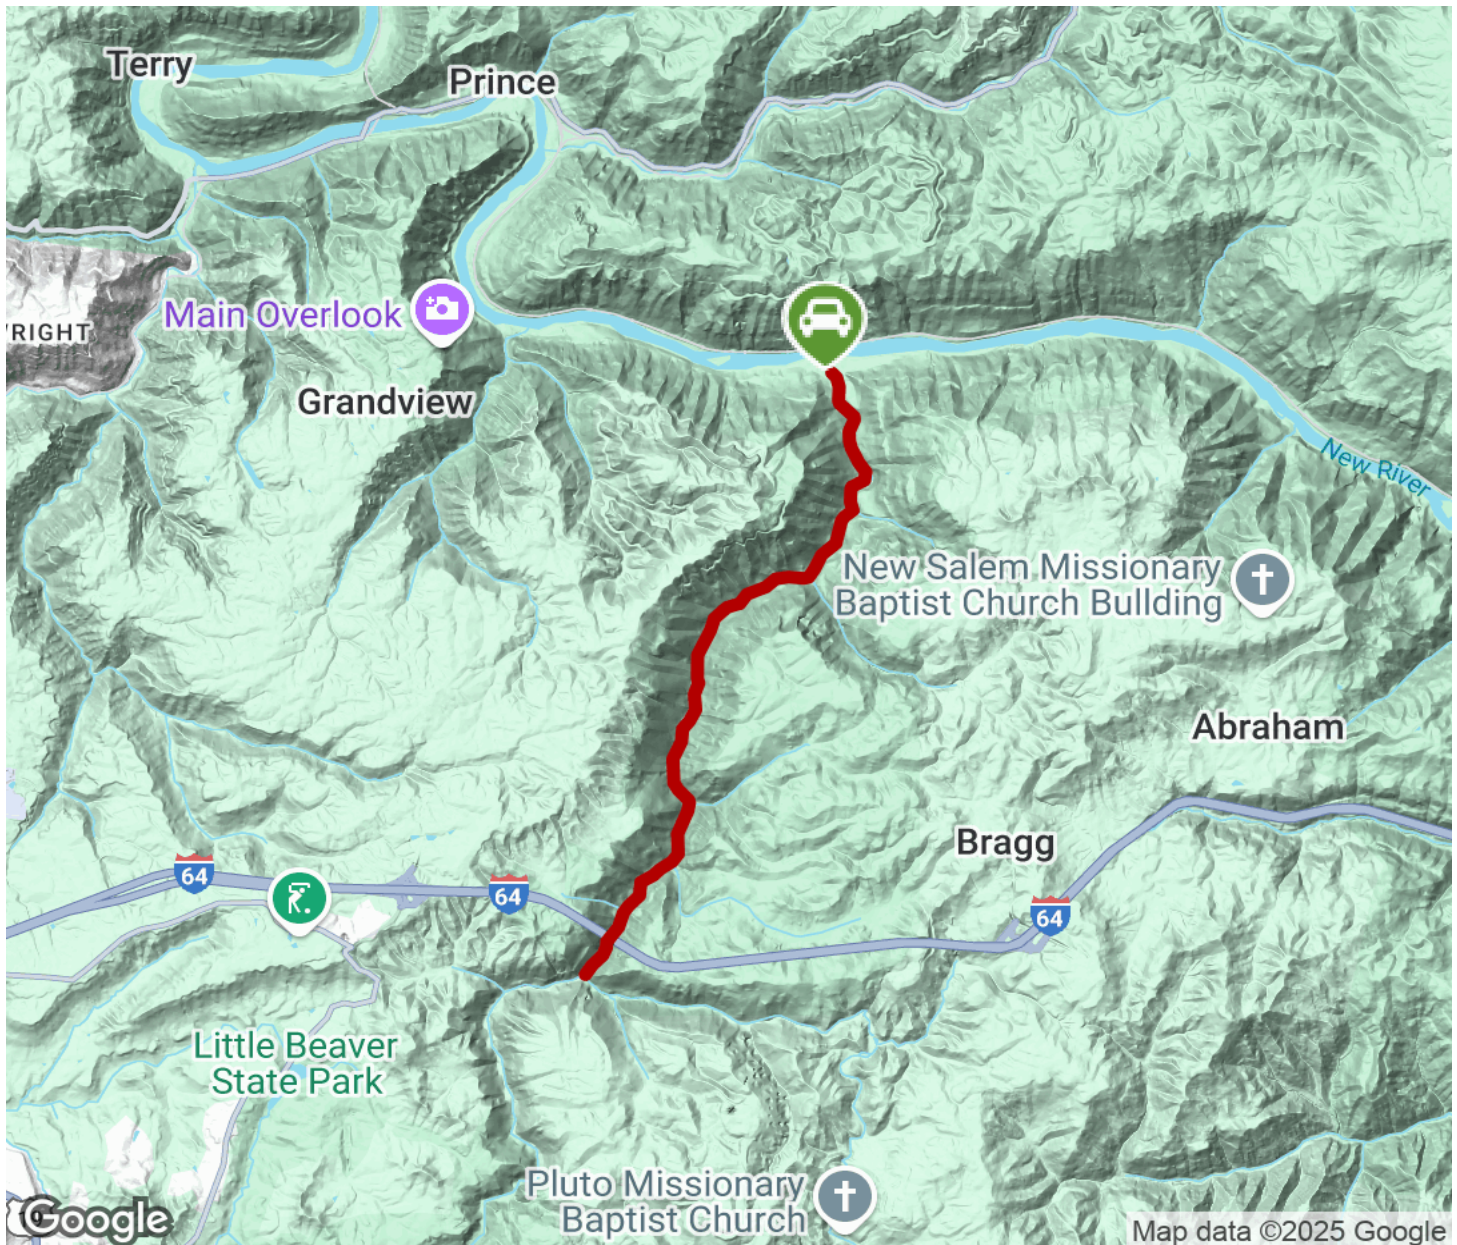 Terry
Prince
Main Overlook
RIGHT
Grandview
New River
New Salem Missionary
Baptist Church Bullding
Abraham
Bragg
64
64
64
Little Beaver
State Park
Pluto Missionary
Baptist Church
Google
Map data ©2025 Google